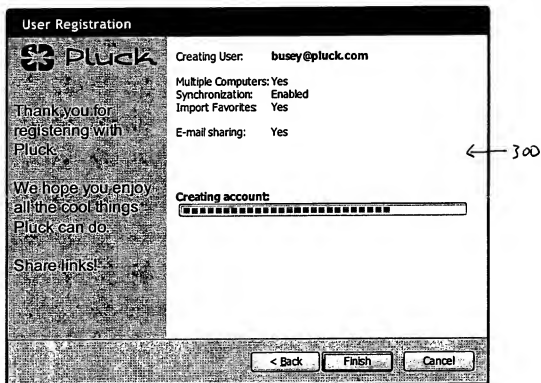 User Registration
Pluck
Thank you for
registering with
Pluck.
We hope you enjoy
all the cool things
Pluck can do.
Share links!
Creating User: busey@pluck.com
Multiple Computers: Yes
Synchronization: Enabled
Import Favorites Yes
E-mail sharing: Yes
Creating account:
< Back Finish Cancel
300